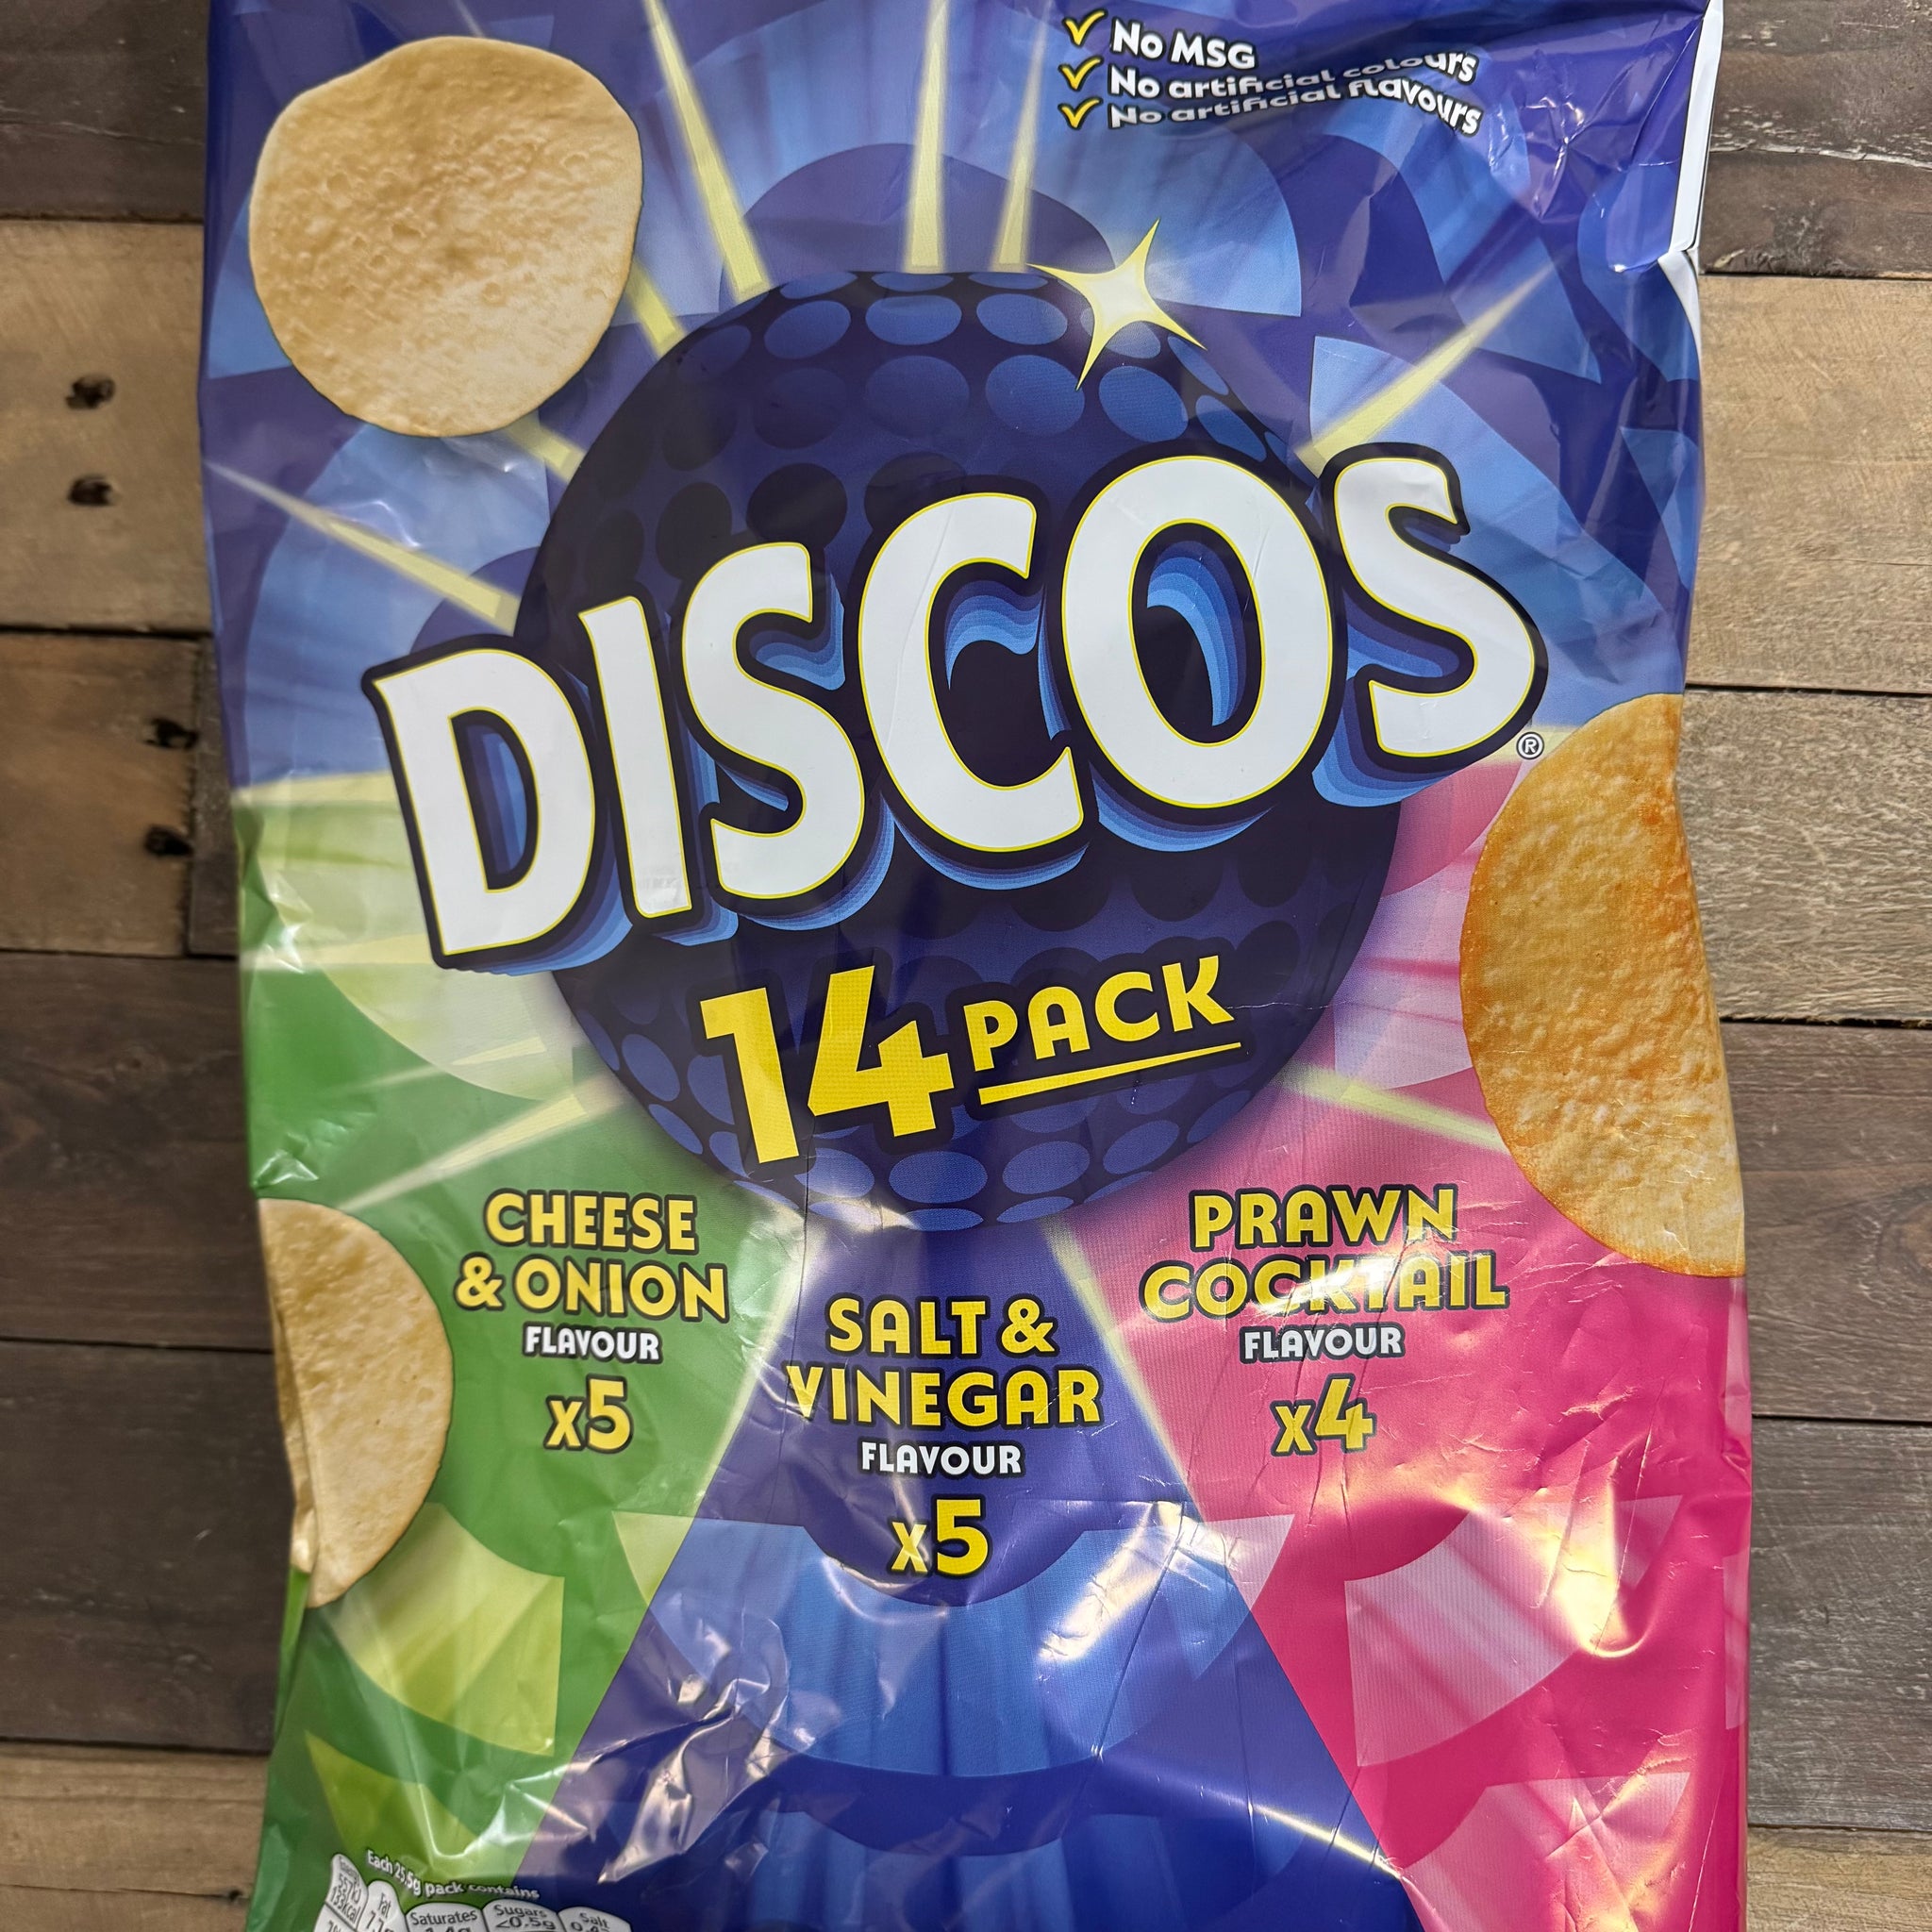 No MSG
No artificial colours
No artificial flavours
DISCOS®
14 PACK
CHEESE
& ONION
FLAVOUR
x5
SALT &
VINEGAR
FLAVOUR
x5
PRAWN
COCKTAIL
FLAVOUR
x4
Each 25.5g pack contains
Fat
Saturates
Sugars
<0.5g
Salt